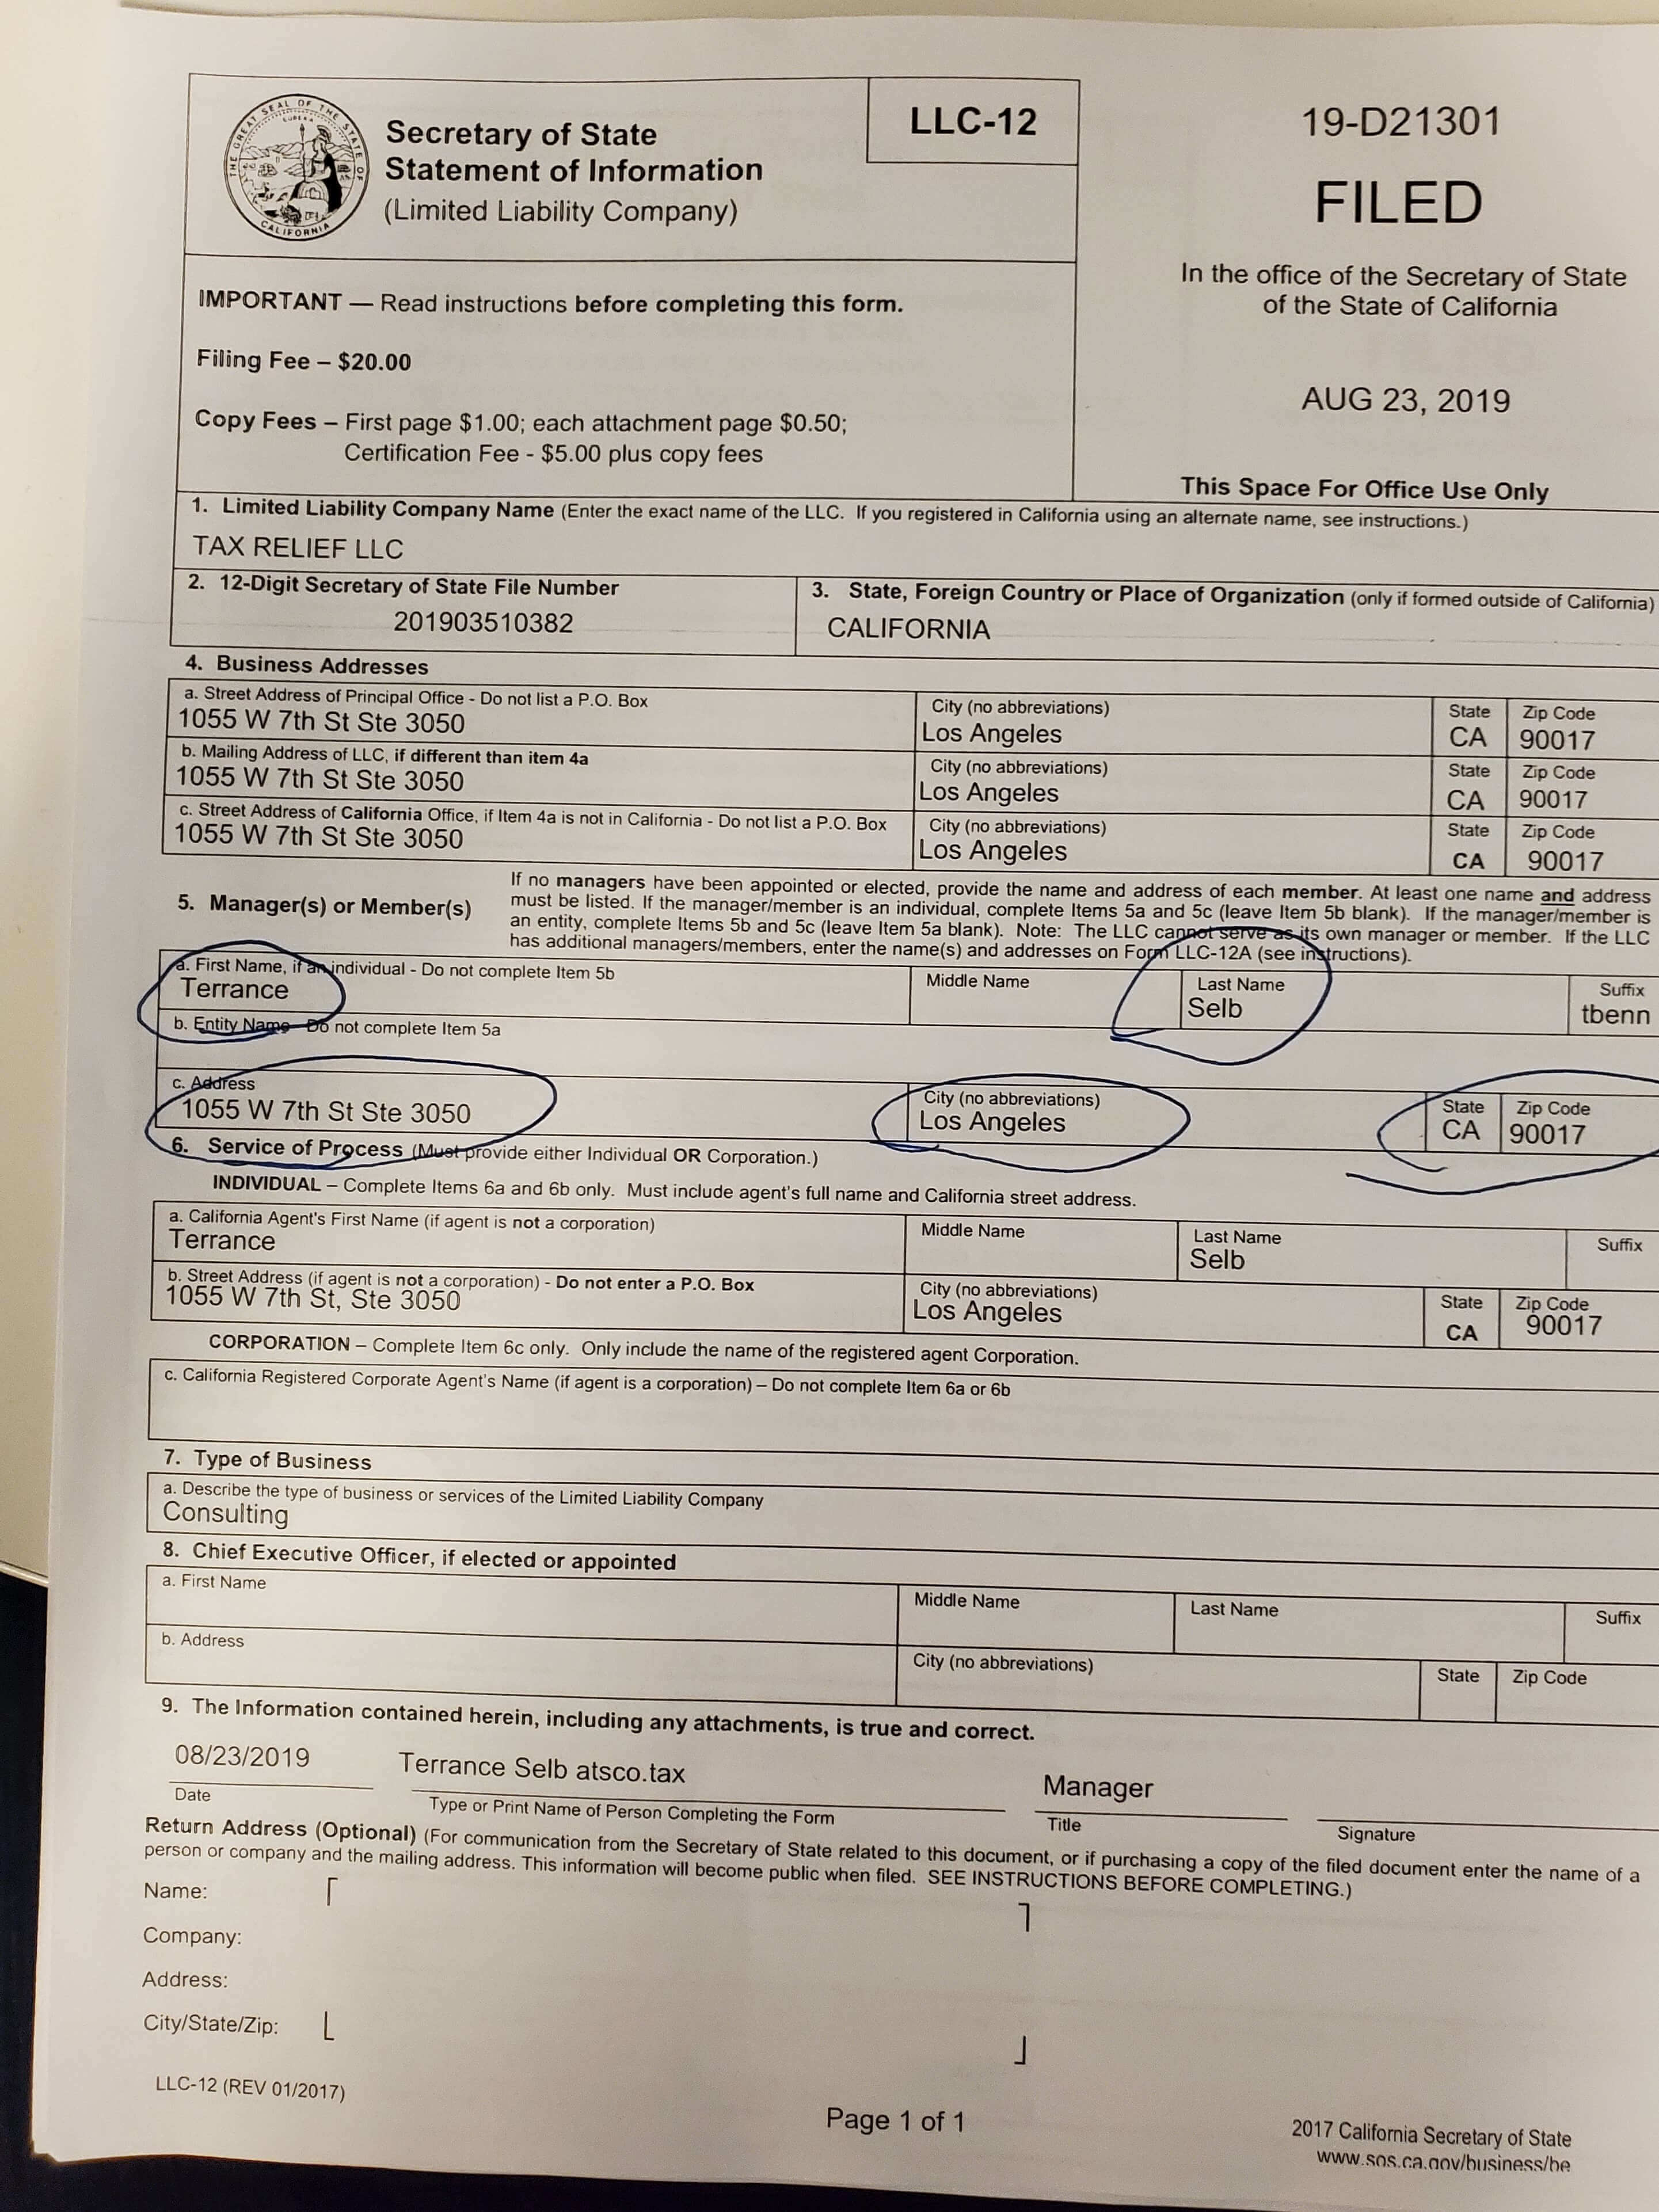 THE GREAT SEAL OF THE STATE OF CALIFORNIA
EUREKA
Secretary of State
Statement of Information
(Limited Liability Company)
LLC-12
19-D21301
FILED
In the office of the Secretary of State
of the State of California
AUG 23, 2019
This Space For Office Use Only
IMPORTANT — Read instructions before completing this form.
Filing Fee – $20.00
Copy Fees – First page $1.00; each attachment page $0.50;
Certification Fee - $5.00 plus copy fees
1. Limited Liability Company Name (Enter the exact name of the LLC. If you registered in California using an alternate name, see instructions.)
TAX RELIEF LLC
2. 12-Digit Secretary of State File Number
201903510382
3. State, Foreign Country or Place of Organization (only if formed outside of California)
CALIFORNIA
4. Business Addresses
a. Street Address of Principal Office - Do not list a P.O. Box
1055 W 7th St Ste 3050
City (no abbreviations)
Los Angeles
State
CA
Zip Code
90017
b. Mailing Address of LLC, if different than item 4a
1055 W 7th St Ste 3050
City (no abbreviations)
Los Angeles
State
CA
Zip Code
90017
c. Street Address of California Office, if Item 4a is not in California - Do not list a P.O. Box
1055 W 7th St Ste 3050
City (no abbreviations)
Los Angeles
State
CA
Zip Code
90017
5. Manager(s) or Member(s)
If no managers have been appointed or elected, provide the name and address of each member. At least one name and address
must be listed. If the manager/member is an individual, complete Items 5a and 5c (leave Item 5b blank). If the manager/member is
an entity, complete Items 5b and 5c (leave Item 5a blank). Note: The LLC cannot serve as its own manager or member. If the LLC
has additional managers/members, enter the name(s) and addresses on Form LLC-12A (see instructions).
a. First Name, if an individual - Do not complete Item 5b
Terrance
Middle Name
Last Name
Selb
Suffix
tbenn
b. Entity Name - Do not complete Item 5a
c. Address
1055 W 7th St Ste 3050
City (no abbreviations)
Los Angeles
State
CA
Zip Code
90017
6. Service of Process (Must provide either Individual OR Corporation.)
INDIVIDUAL – Complete Items 6a and 6b only. Must include agent's full name and California street address.
a. California Agent's First Name (if agent is not a corporation)
Terrance
Middle Name
Last Name
Selb
Suffix
b. Street Address (if agent is not a corporation) - Do not enter a P.O. Box
1055 W 7th St, Ste 3050
City (no abbreviations)
Los Angeles
State
CA
Zip Code
90017
CORPORATION – Complete Item 6c only. Only include the name of the registered agent Corporation.
c. California Registered Corporate Agent's Name (if agent is a corporation) – Do not complete Item 6a or 6b
7. Type of Business
a. Describe the type of business or services of the Limited Liability Company
Consulting
8. Chief Executive Officer, if elected or appointed
a. First Name
Middle Name
Last Name
Suffix
b. Address
City (no abbreviations)
State
Zip Code
9. The Information contained herein, including any attachments, is true and correct.
08/23/2019
Terrance Selb atsco.tax
Manager
Date
Type or Print Name of Person Completing the Form
Title
Signature
Return Address (Optional) (For communication from the Secretary of State related to this document, or if purchasing a copy of the filed document enter the name of a
person or company and the mailing address. This information will become public when filed. SEE INSTRUCTIONS BEFORE COMPLETING.)
Name:
Company:
Address:
City/State/Zip:
LLC-12 (REV 01/2017)
Page 1 of 1
2017 California Secretary of State
www.sos.ca.gov/business/be